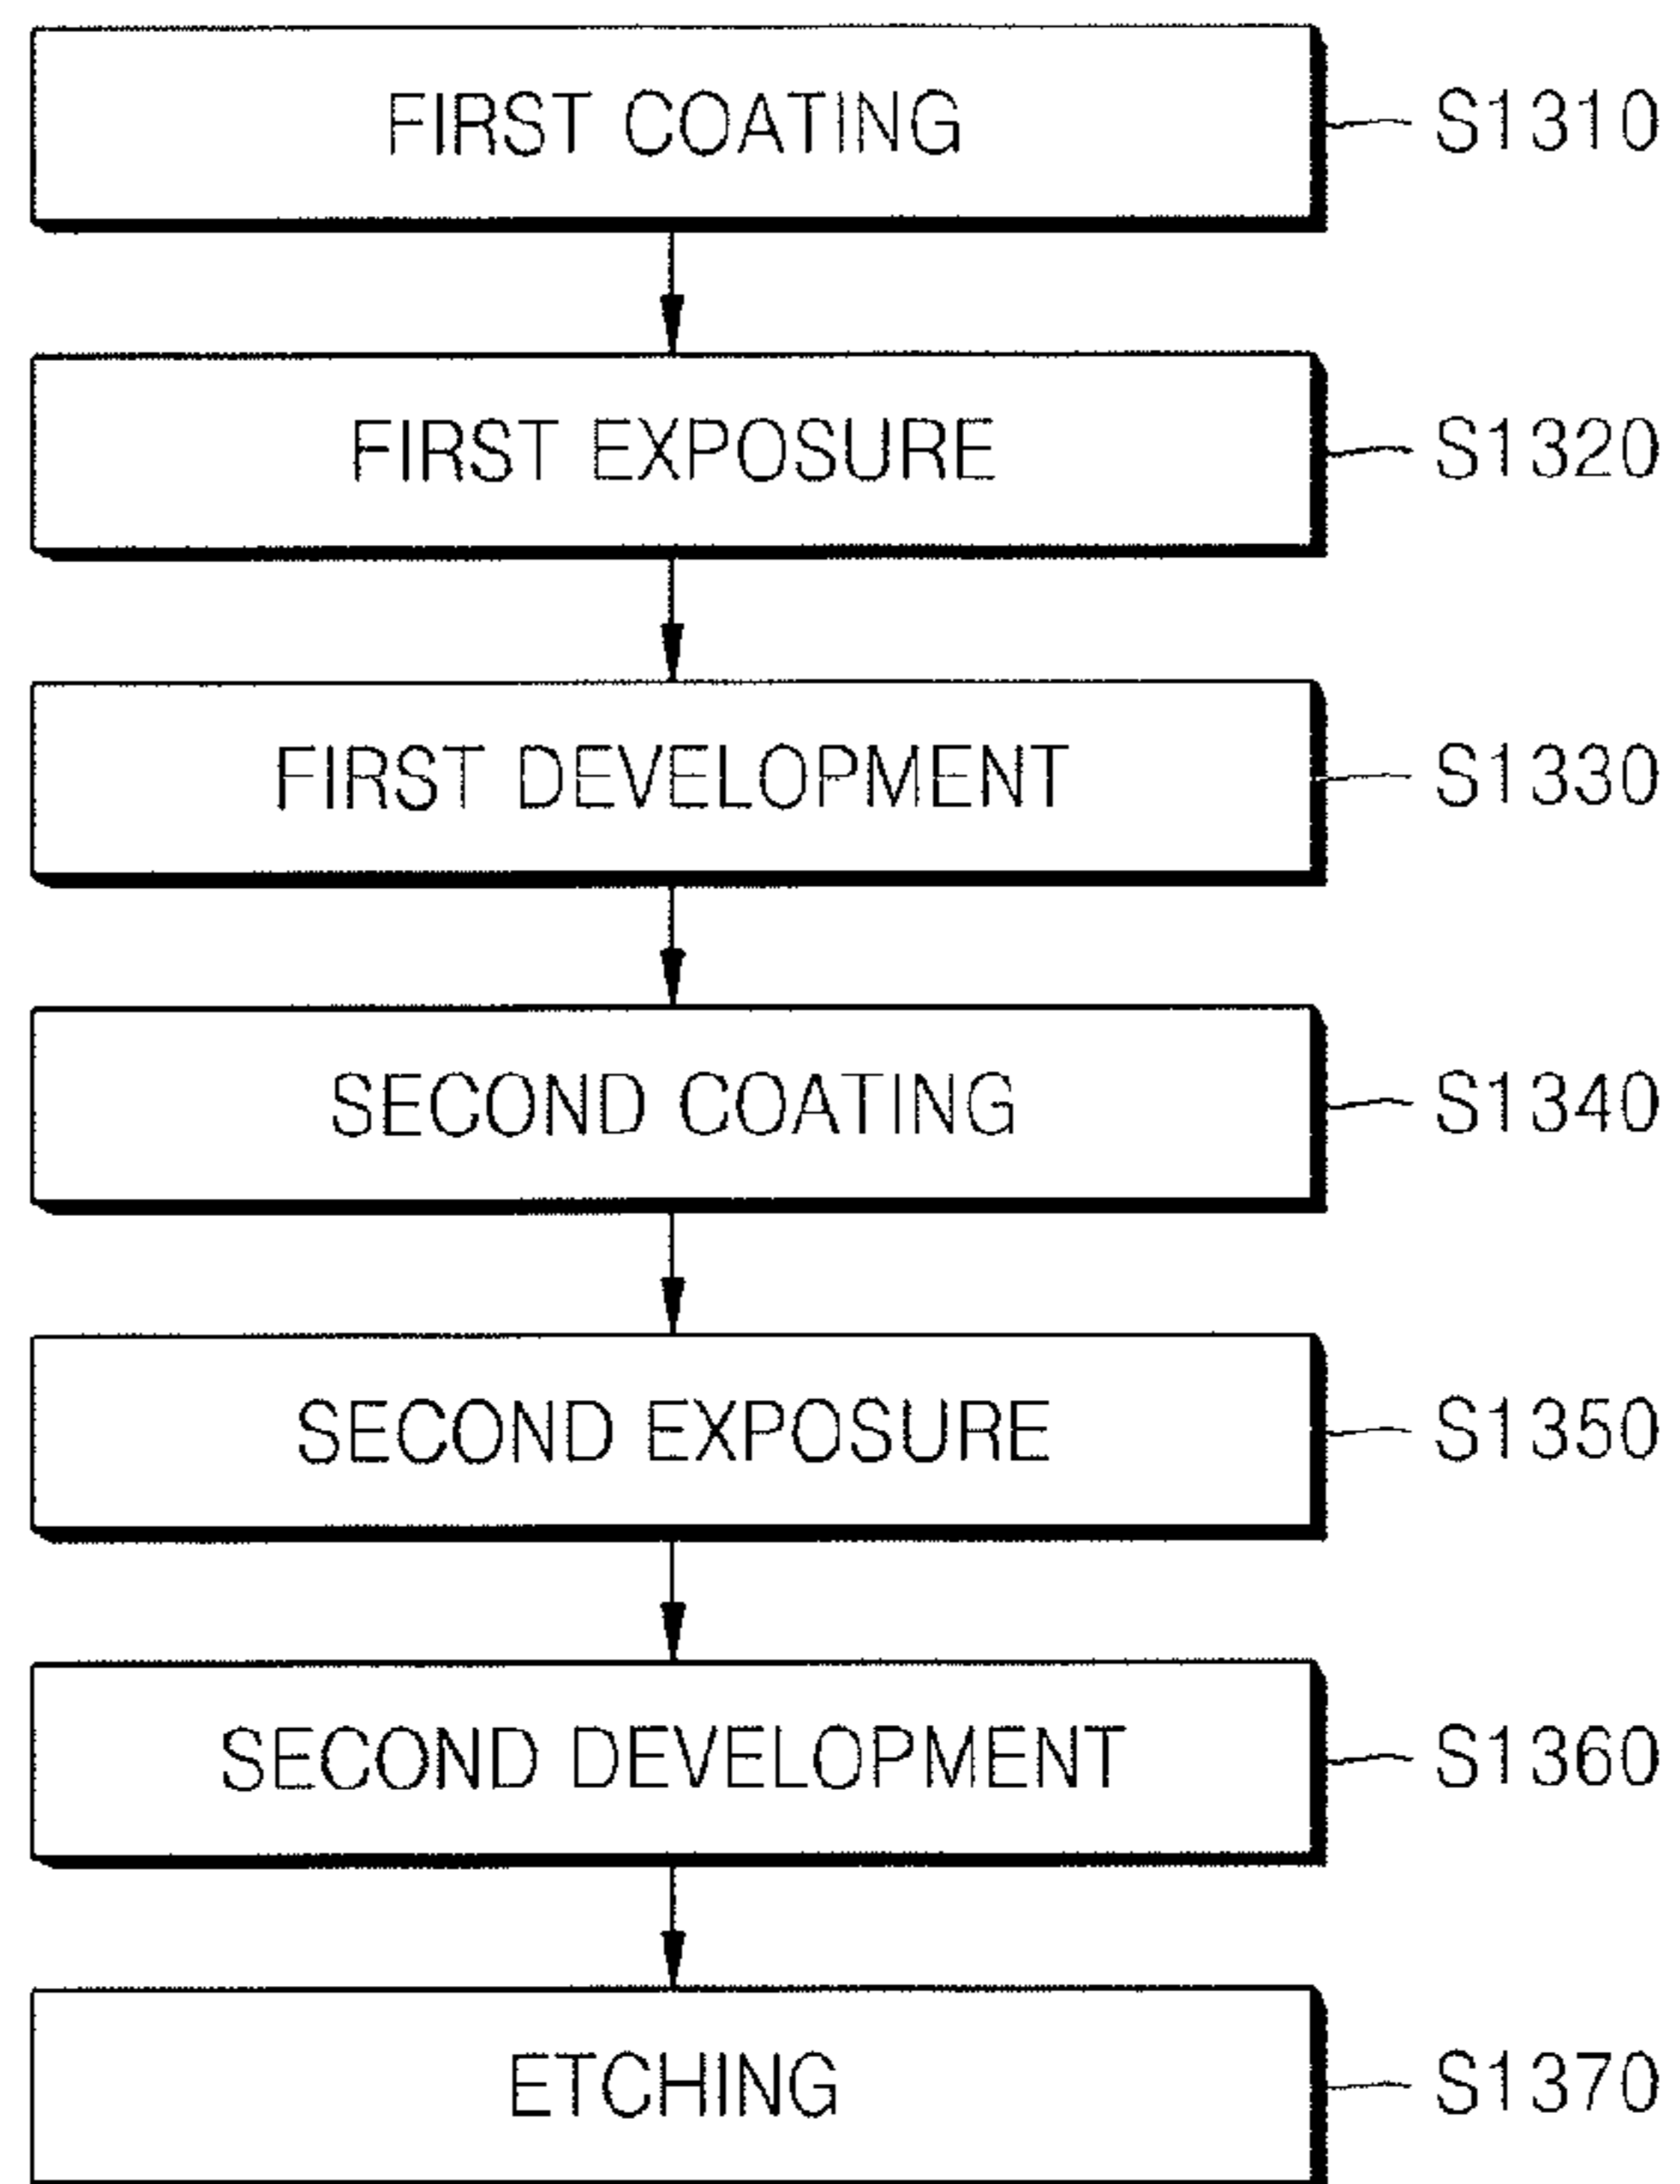 FIRST COATING S1310
FIRST EXPOSURE S1320
FIRST DEVELOPMENT S1330
SECOND COATING S1340
SECOND EXPOSURE S1350
SECOND DEVELOPMENT S1360
ETCHING S1370